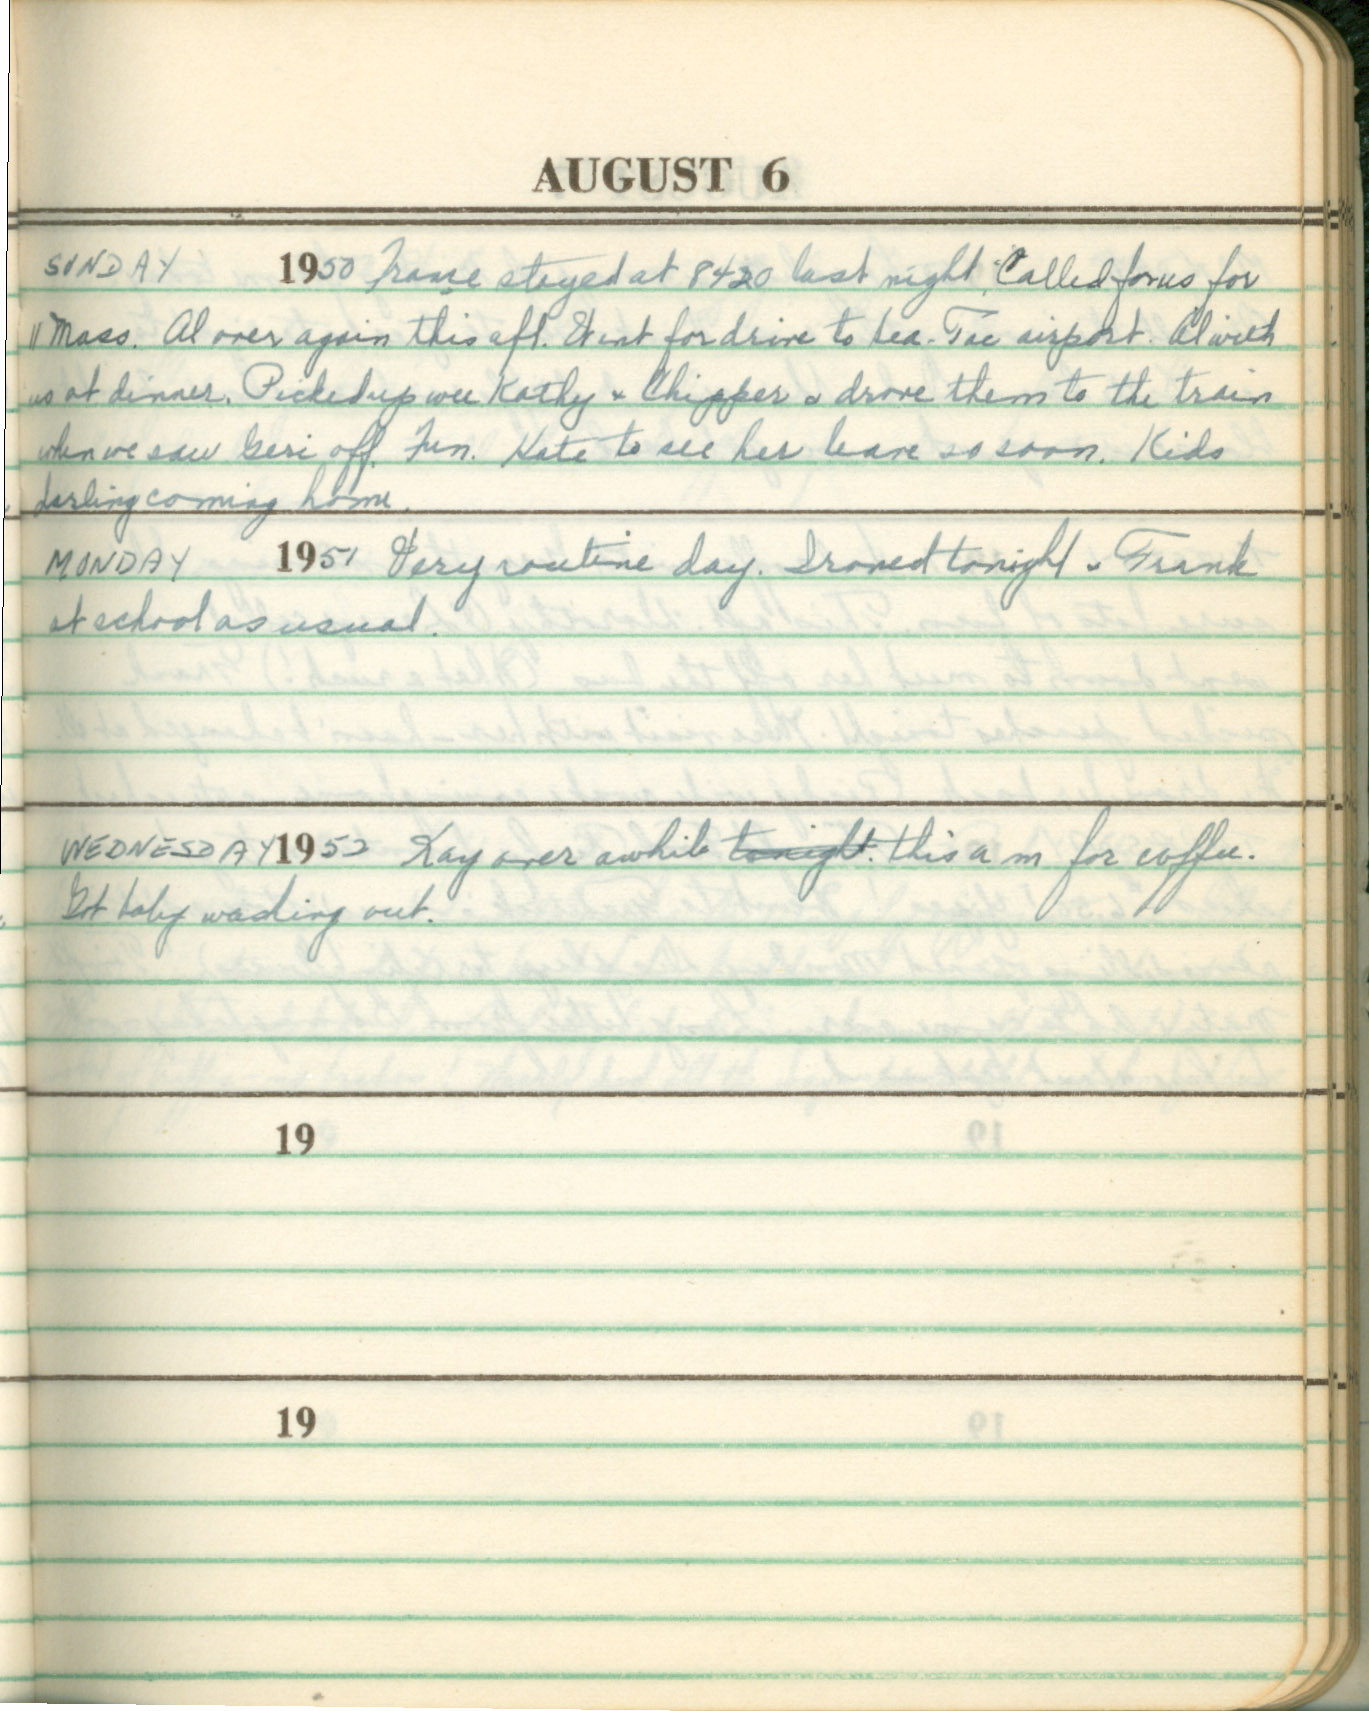 AUGUST 6
SUNDAY 1950 stayed at 8420 last night. Called for us for
11 Mass. Al over again this aft. Went for drive to Sea-Tac airport. Al with
us at dinner. Picked up wee Kathy & Chipper & drove them to the train
when we saw Geri off. Fun. Hate to see her leave so soon. Kids
darling coming home.
MONDAY 1951 Very routine day. Ironed tonight & Frank
at school as usual.
WEDNESDAY 1952 Kay over awhile tonight. this a m for coffee.
Got baby washing out.
19
19